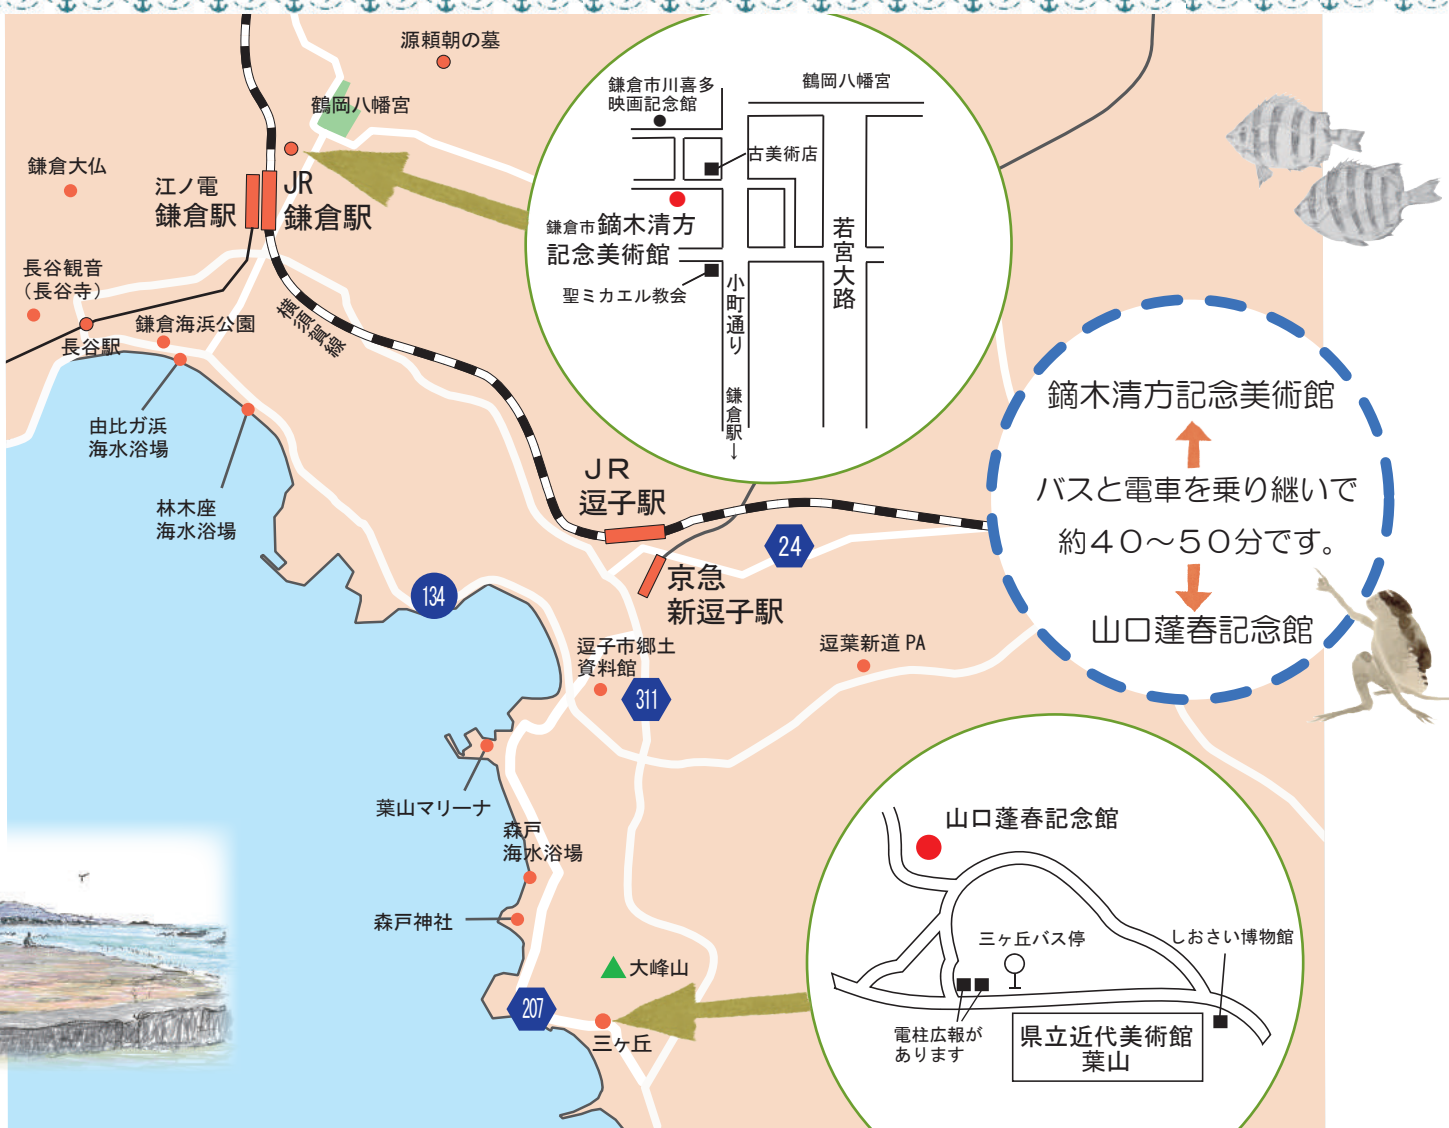 源頼朝の墓
鶴岡八幡宮
鎌倉大仏
江ノ電
鎌倉駅
JR
鎌倉駅
長谷観音
（長谷寺）
長谷駅
鎌倉海浜公園
横須賀線
由比ガ浜
海水浴場
林木座
海水浴場
鎌倉市川喜多
映画記念館
鶴岡八幡宮
古美術店
鎌倉市鏑木清方
記念美術館
聖ミカエル教会
小町通り
鎌倉駅→
若宮大路
鏑木清方記念美術館
バスと電車を乗り継いで
約４０～５０分です。
山口蓬春記念館
JR
逗子駅
24
京急
新逗子駅
134
逗子市郷土
資料館
311
逗葉新道 PA
葉山マリーナ
森戸
海水浴場
森戸神社
大峰山
207
三ヶ丘
山口蓬春記念館
三ヶ丘バス停
しおさい博物館
電柱広報が
あります
県立近代美術館
葉山